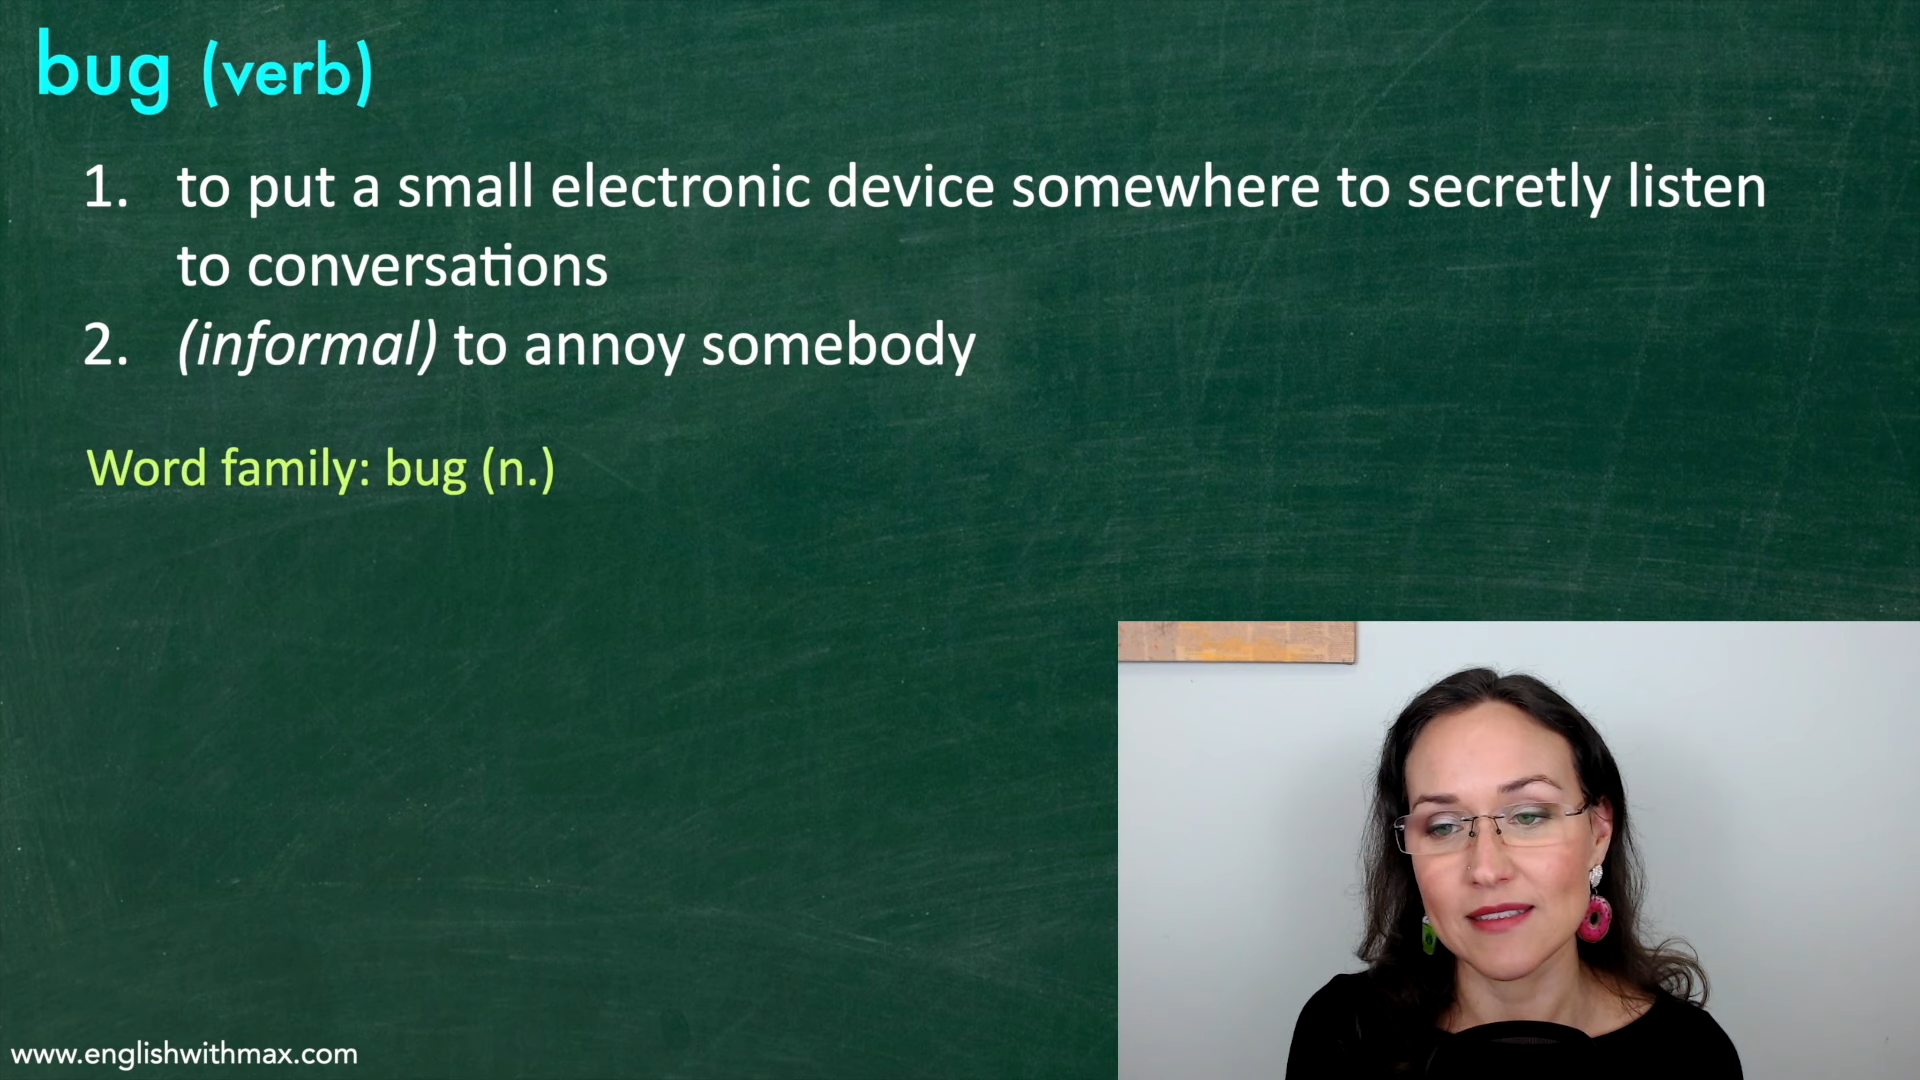 bug (verb)
1. to put a small electronic device somewhere to secretly listen
to conversations
2. (informal) to annoy somebody
Word family: bug (n.)
www.englishwithmax.com